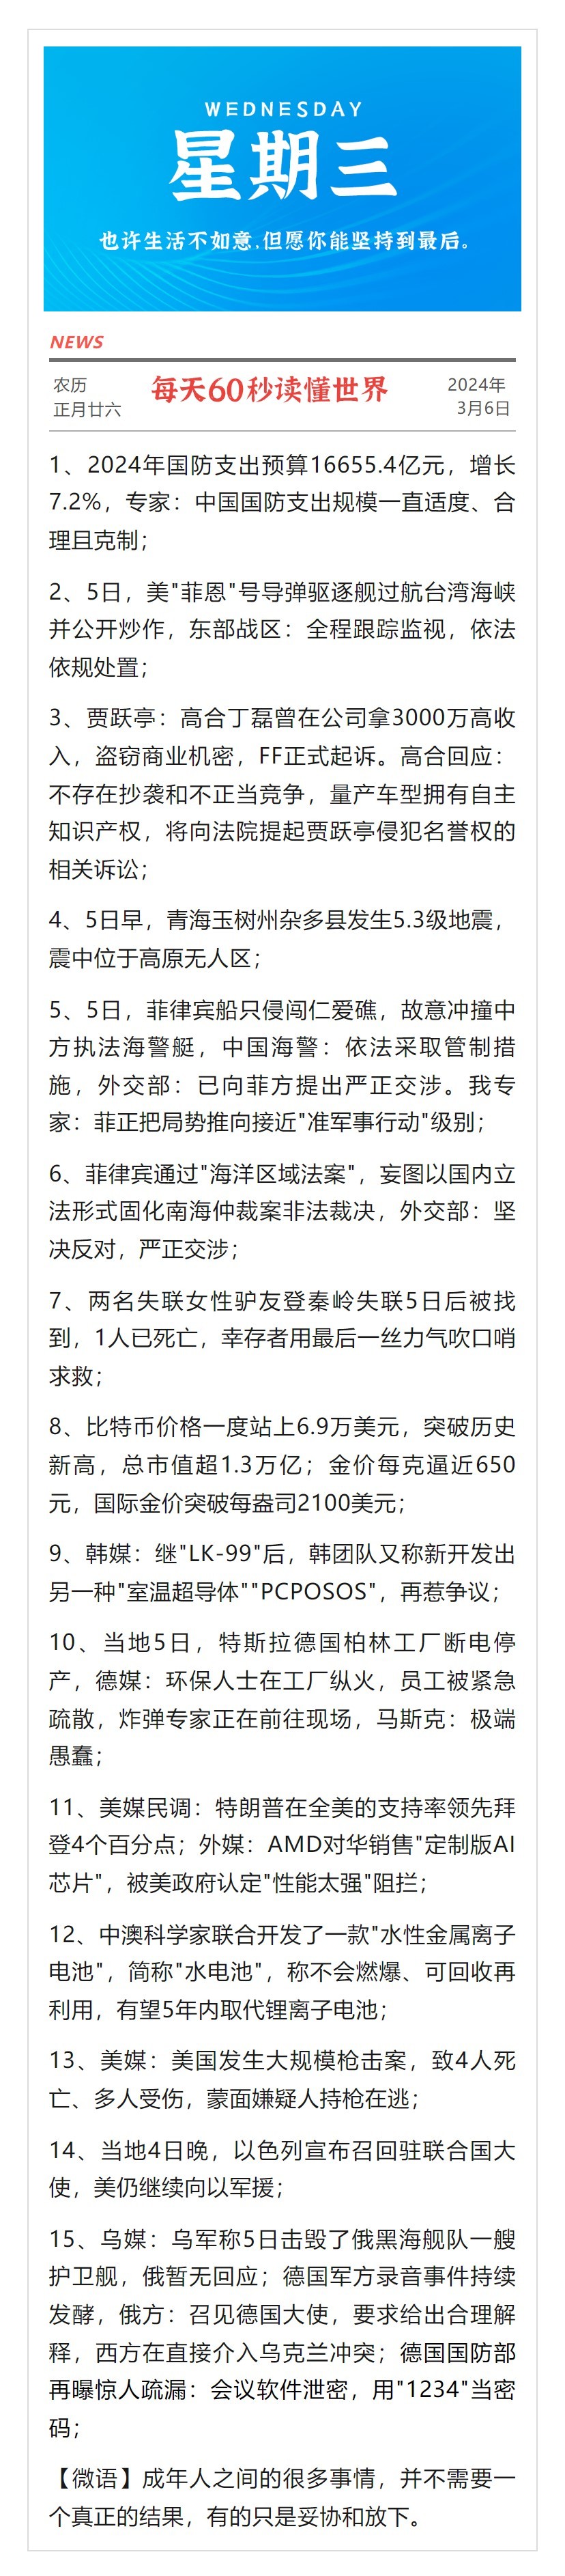 WEDNESDAY
星期三
也许生活不如意,但愿你能坚持到最后。
NEWS
农历
正月廿六
每天60秒读懂世界
2024年
3月6日
1、2024年国防支出预算16655.4亿元，增长
7.2%，专家：中国国防支出规模一直适度、合
理且克制；
2、5日，美"菲恩"号导弹驱逐舰过航台湾海峡
并公开炒作，东部战区：全程跟踪监视，依法
依规处置；
3、贾跃亭：高合丁磊曾在公司拿3000万高收
入，盗窃商业机密，FF正式起诉。高合回应：
不存在抄袭和不正当竞争，量产车型拥有自主
知识产权，将向法院提起贾跃亭侵犯名誉权的
相关诉讼；
4、5日早，青海玉树州杂多县发生5.3级地震，
震中位于高原无人区；
5、5日，菲律宾船只侵闯仁爱礁，故意冲撞中
方执法海警艇，中国海警：依法采取管制措
施，外交部：已向菲方提出严正交涉。我专
家：菲正把局势推向接近"准军事行动"级别；
6、菲律宾通过"海洋区域法案"，妄图以国内立
法形式固化南海仲裁案非法裁决，外交部：坚
决反对，严正交涉；
7、两名失联女性驴友登秦岭失联5日后被找
到，1人已死亡，幸存者用最后一丝力气吹口哨
求救；
8、比特币价格一度站上6.9万美元，突破历史
新高，总市值超1.3万亿；金价每克逼近650
元，国际金价突破每盎司2100美元；
9、韩媒：继"LK-99"后，韩团队又称新开发出
另一种"室温超导体""PCPOSOS"，再惹争议；
10、当地5日，特斯拉德国柏林工厂断电停
产，德媒：环保人士在工厂纵火，员工被紧急
疏散，炸弹专家正在前往现场，马斯克：极端
愚蠢；
11、美媒民调：特朗普在全美的支持率领先拜
登4个百分点；外媒：AMD对华销售"定制版AI
芯片"，被美政府认定"性能太强"阻拦；
12、中澳科学家联合开发了一款"水性金属离子
电池"，简称"水电池"，称不会燃爆、可回收再
利用，有望5年内取代锂离子电池；
13、美媒：美国发生大规模枪击案，致4人死
亡、多人受伤，蒙面嫌疑人持枪在逃；
14、当地4日晚，以色列宣布召回驻联合国大
使，美仍继续向以军援；
15、乌媒：乌军称5日击毁了俄黑海舰队一艘
护卫舰，俄暂无回应；德国军方录音事件持续
发酵，俄方：召见德国大使，要求给出合理解
释，西方在直接介入乌克兰冲突；德国国防部
再曝惊人疏漏：会议软件泄密，用"1234"当密
码；
【微语】成年人之间的很多事情，并不需要一
个真正的结果，有的只是妥协和放下。